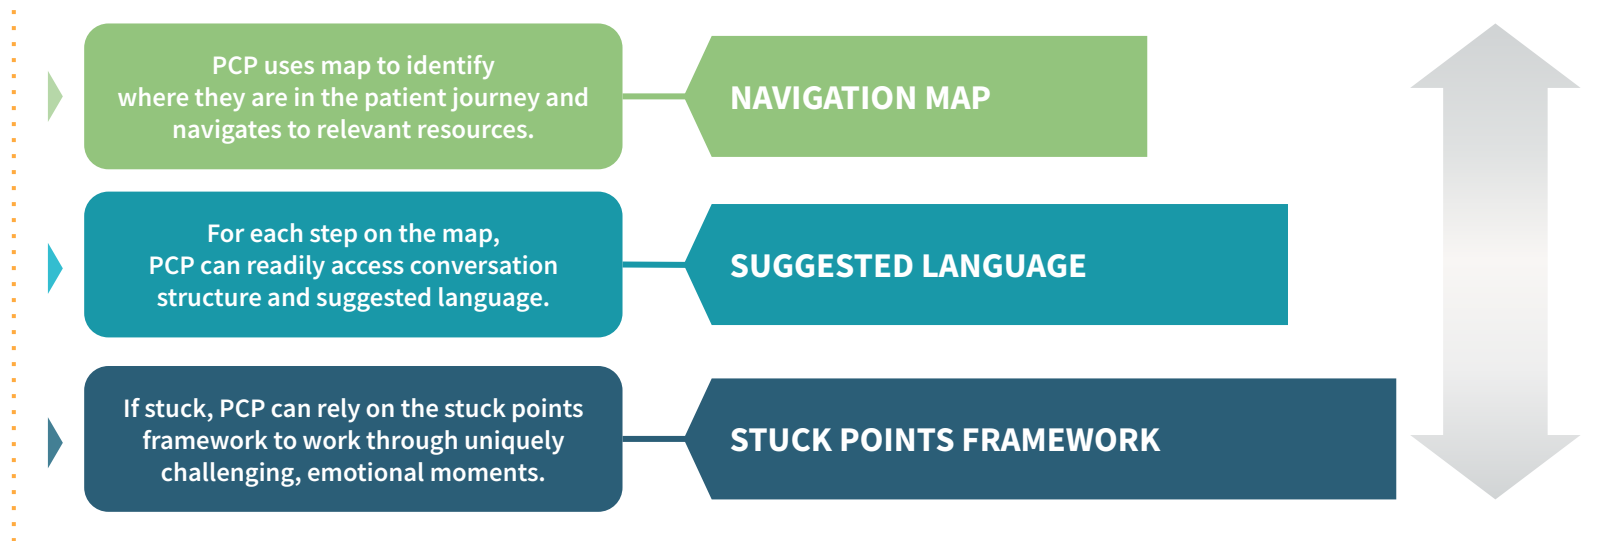 PCP uses map to identify
where they are in the patient journey and
navigates to relevant resources.
NAVIGATION MAP
For each step on the map,
PCP can readily access conversation
structure and suggested language.
SUGGESTED LANGUAGE
If stuck, PCP can rely on the stuck points
framework to work through uniquely
challenging, emotional moments.
STUCK POINTS FRAMEWORK